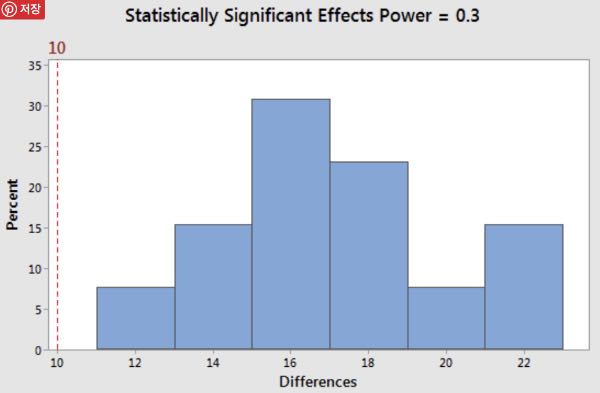 저장
Statistically Significant Effects Power = 0.3
10
35
30
25
20
15
10
5
0
Percent
10 12 14 16 18 20 22
Differences